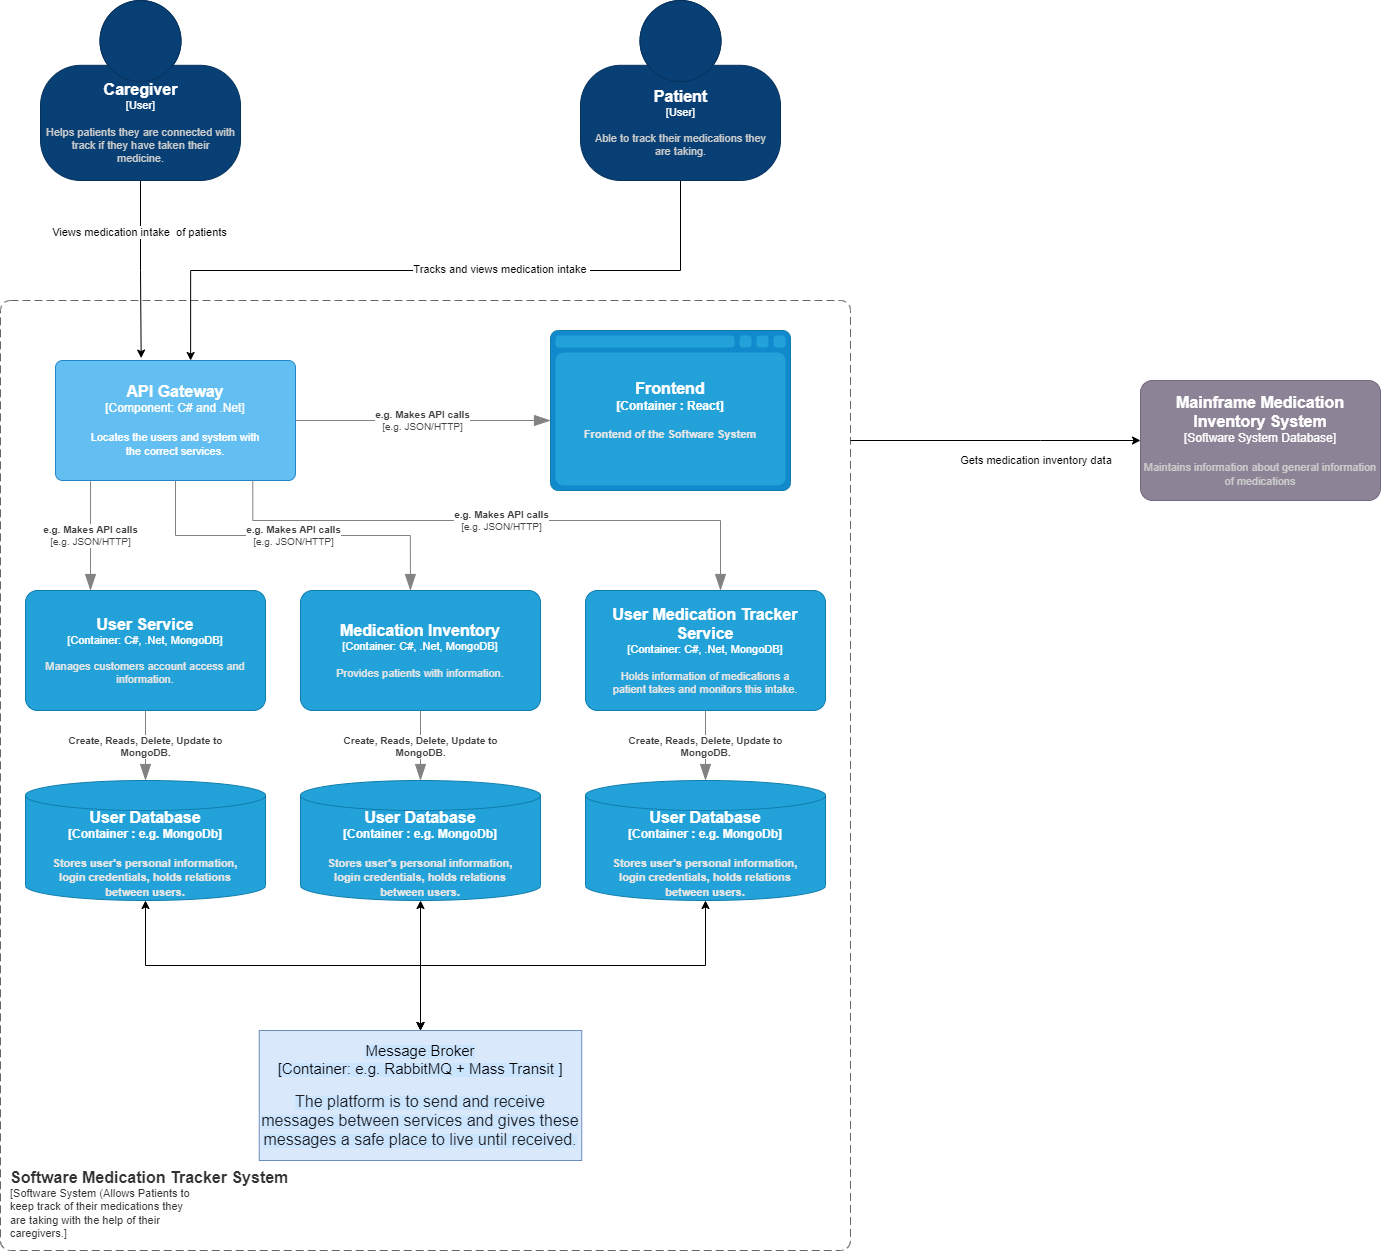 Caregiver
[User]
Helps patients they are connected with
track if they have taken their
medicine.
Patient
[User]
Able to track their medications they
are taking.
Views medication intake  of patients
Tracks and views medication intake
API Gateway
[Component: C# and .Net]
Locates the users and system with
the correct services.
e.g. Makes API calls
[e.g. JSON/HTTP]
Frontend
[Container : React]
Frontend of the Software System
Gets medication inventory data
Mainframe Medication
Inventory System
[Software System Database]
Maintains information about general information
of medications
e.g. Makes API calls
[e.g. JSON/HTTP]
e.g. Makes API calls
[e.g. JSON/HTTP]
e.g. Makes API calls
[e.g. JSON/HTTP]
User Service
[Container: C#, .Net, MongoDB]
Manages customers account access and
information.
Medication Inventory
[Container: C#, .Net, MongoDB]
Provides patients with information.
User Medication Tracker
Service
[Container: C#, .Net, MongoDB]
Holds information of medications a
patient takes and monitors this intake.
Create, Reads, Delete, Update to
MongoDB.
Create, Reads, Delete, Update to
MongoDB.
Create, Reads, Delete, Update to
MongoDB.
User Database
[Container : e.g. MongoDb]
Stores user's personal information,
login credentials, holds relations
between users.
User Database
[Container : e.g. MongoDb]
Stores user's personal information,
login credentials, holds relations
between users.
User Database
[Container : e.g. MongoDb]
Stores user's personal information,
login credentials, holds relations
between users.
Message Broker
[Container: e.g. RabbitMQ + Mass Transit ]
The platform is to send and receive
messages between services and gives these
messages a safe place to live until received.
Software Medication Tracker System
[Software System (Allows Patients to
keep track of their medications they
are taking with the help of their
caregivers.]